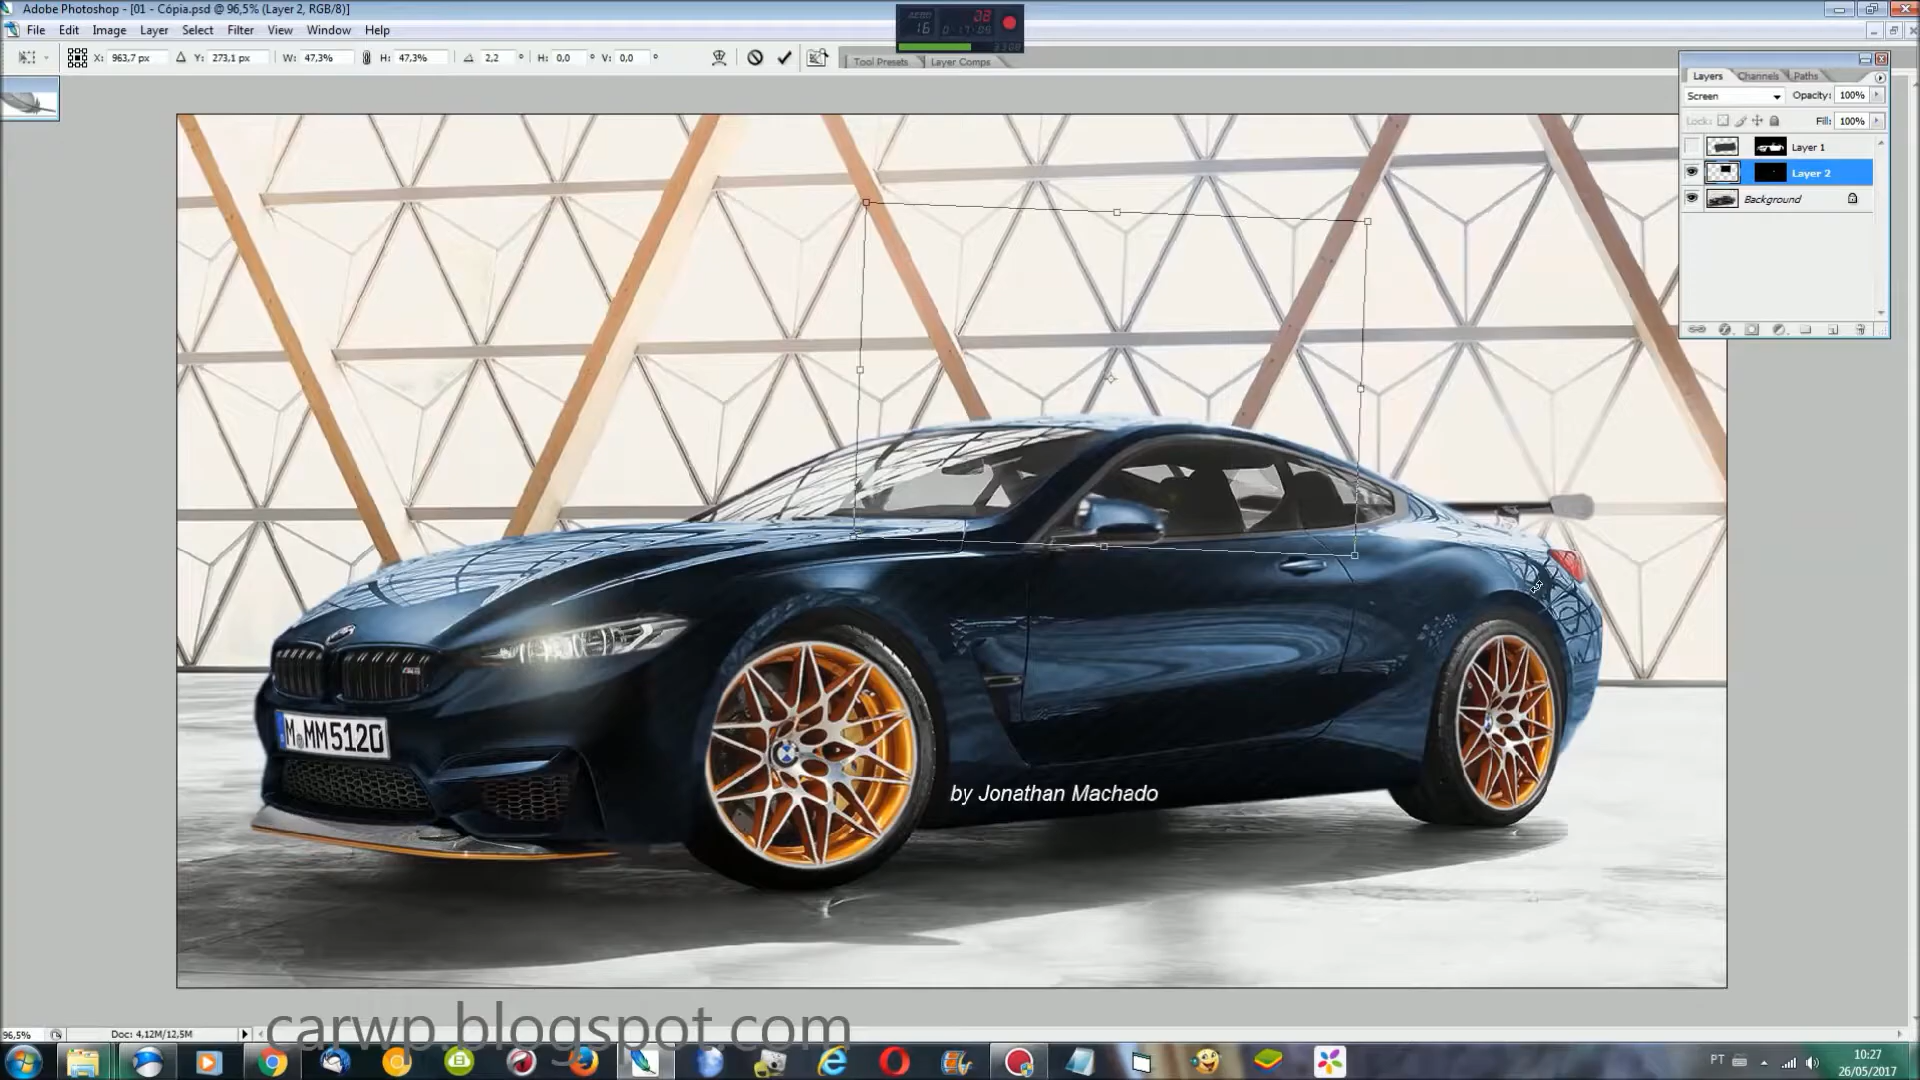 Adobe Photoshop - [01 - Cópia.psd @ 96,5% (Layer 2, RGB/8)]
File Edit Image Layer Select Filter View Window Help
X: 963,7 px Y: 273,1 px W: 47,3% H: 47,3% 2,2 ° H: 0,0 ° V: 0,0 °
Tool Presets Layer Comps
Layers Channels Paths
Screen Opacity: 100%
Lock: Fill: 100%
Layer 1
Layer 2
Background
M MM5120
by Jonathan Machado
96,5% Doc: 4,12M/12,5M
carwp.blogspot.com
PT
10:27
26/05/2017